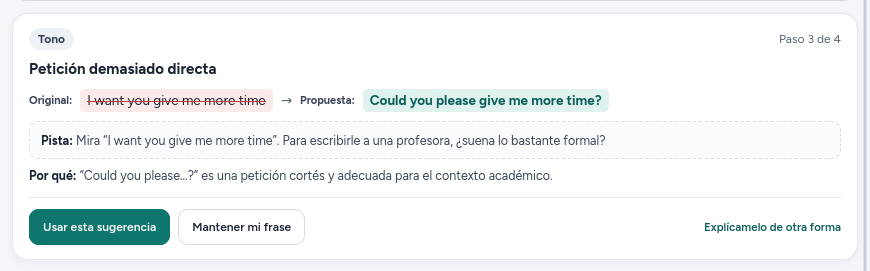 Tono
Paso 3 de 4
Petición demasiado directa
Original: I want you give me more time → Propuesta: Could you please give me more time?
Pista: Mira “I want you give me more time”. Para escribirle a una profesora, ¿suena lo bastante formal?
Por qué: “Could you please…?” es una petición cortés y adecuada para el contexto académico.
Usar esta sugerencia Mantener mi frase Explícamelo de otra forma